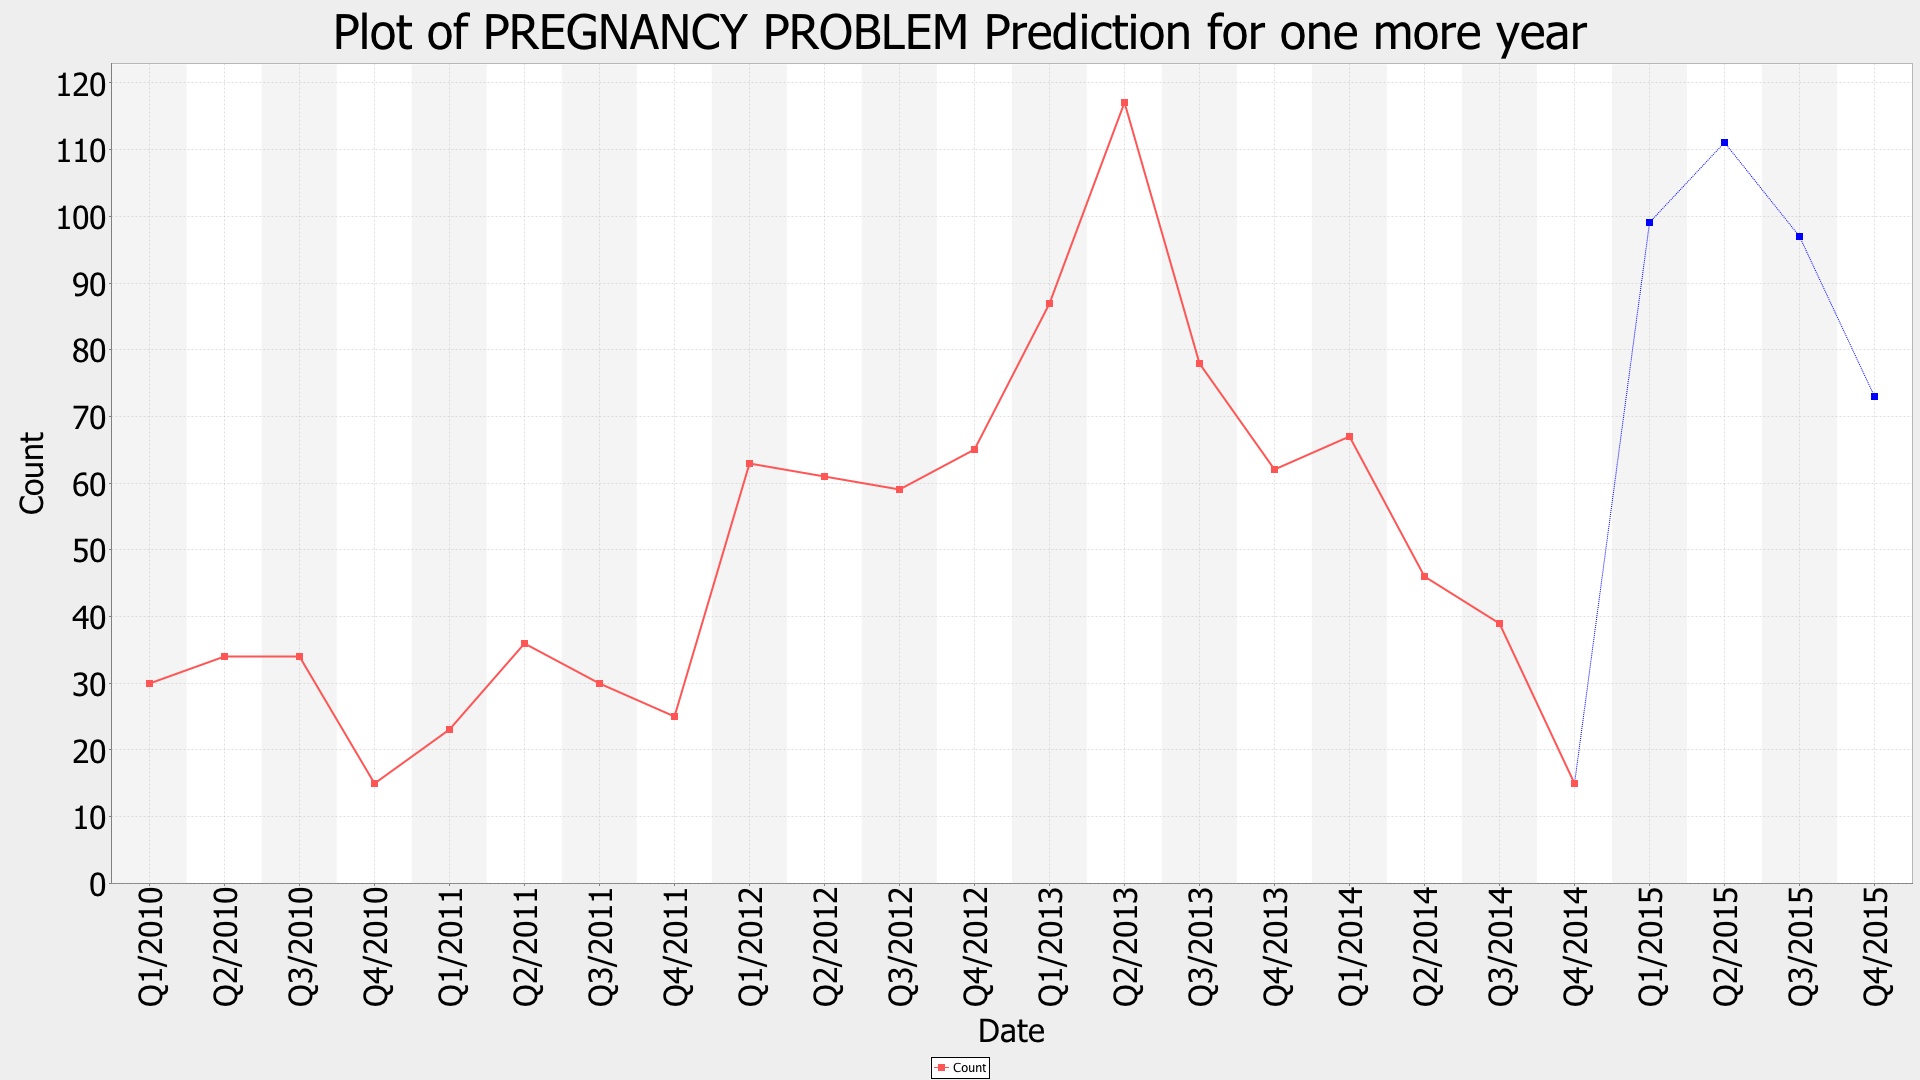 Plot of PREGNANCY PROBLEM Prediction for one more year
120
110
100
90
80
70
60
50
40
30
20
10
0
Count
Q1/2010
Q2/2010
Q3/2010
Q4/2010
Q1/2011
Q2/2011
Q3/2011
Q4/2011
Q1/2012
Q2/2012
Q3/2012
Q4/2012
Q1/2013
Q2/2013
Q3/2013
Q4/2013
Q1/2014
Q2/2014
Q3/2014
Q4/2014
Q1/2015
Q2/2015
Q3/2015
Q4/2015
Date
Count